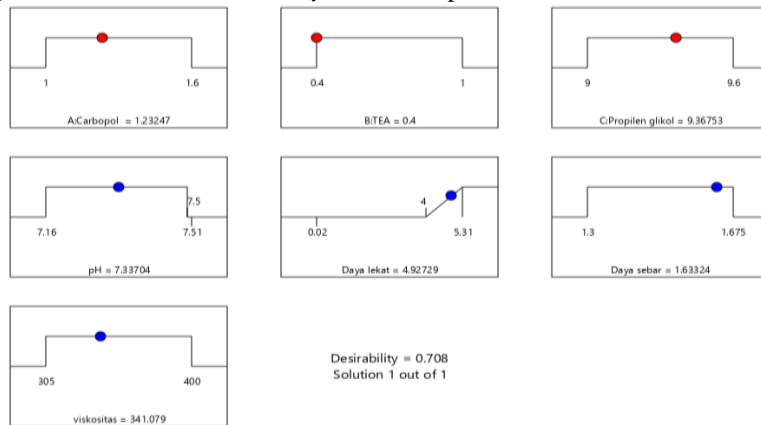 1 1.6
A:Carbopol = 1.23247
0.4 1
B:TEA = 0.4
9 9.6
C:Propilen glikol = 9.36753
7.5
7.16 7.51
pH = 7.33704
4
0.02 5.31
Daya lekat = 4.92729
1.3 1.675
Daya sebar = 1.63324
305 400
viskositas = 341.079
Desirability = 0.708
Solution 1 out of 1